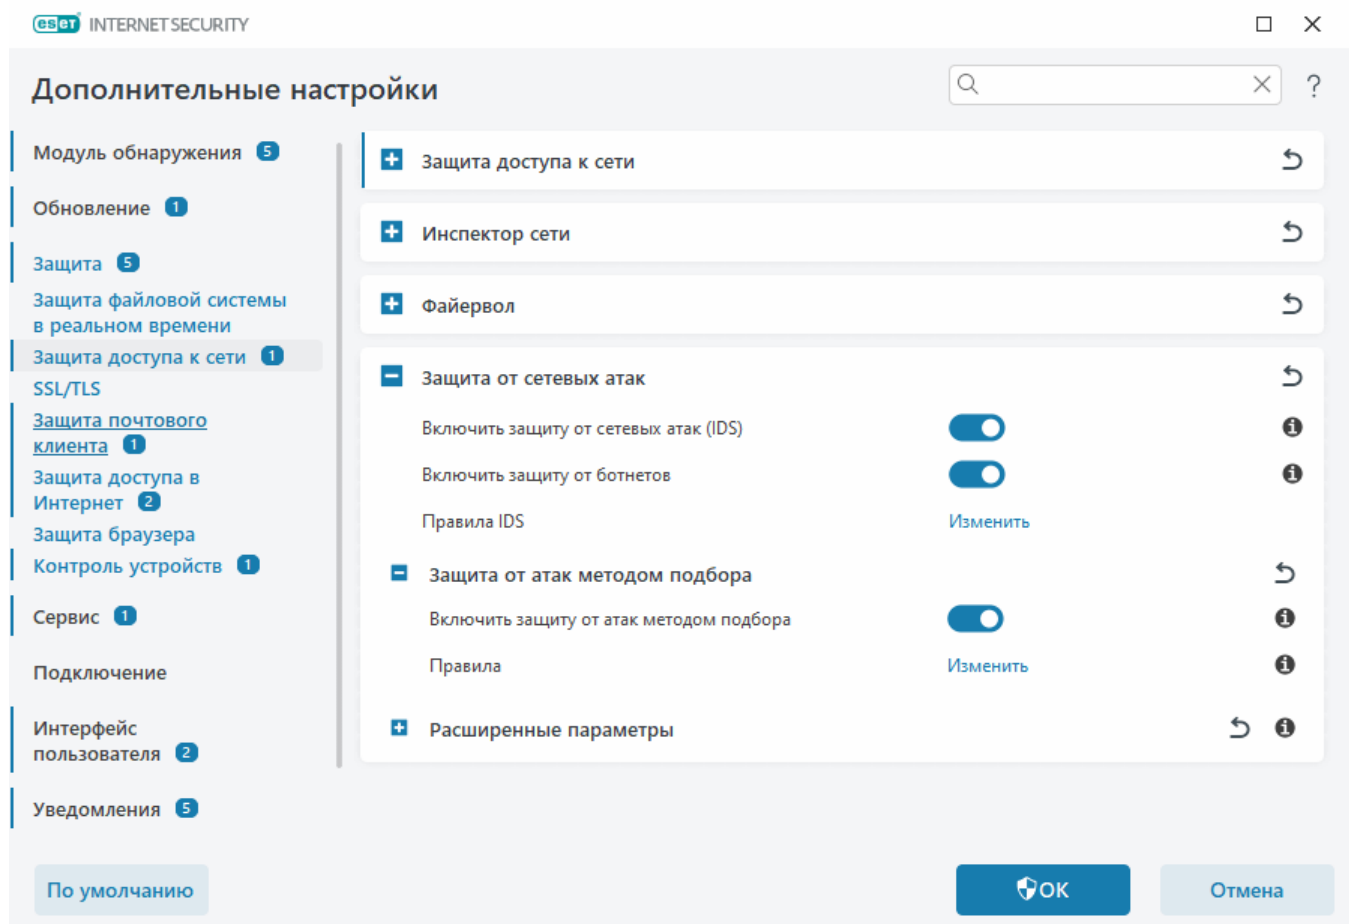 eset INTERNET SECURITY
Дополнительные настройки
?
Модуль обнаружения 5
Обновление 1
Защита 5
Защита файловой системы
в реальном времени
Защита доступа к сети 1
SSL/TLS
Защита почтового
клиента 1
Защита доступа в
Интернет 2
Защита браузера
Контроль устройств 1
Сервис 1
Подключение
Интерфейс
пользователя 2
Уведомления 5
Защита доступа к сети
Инспектор сети
Файервол
Защита от сетевых атак
Включить защиту от сетевых атак (IDS)
Включить защиту от ботнетов
Правила IDS Изменить
Защита от атак методом подбора
Включить защиту от атак методом подбора
Правила Изменить
Расширенные параметры
По умолчанию
OK
Отмена